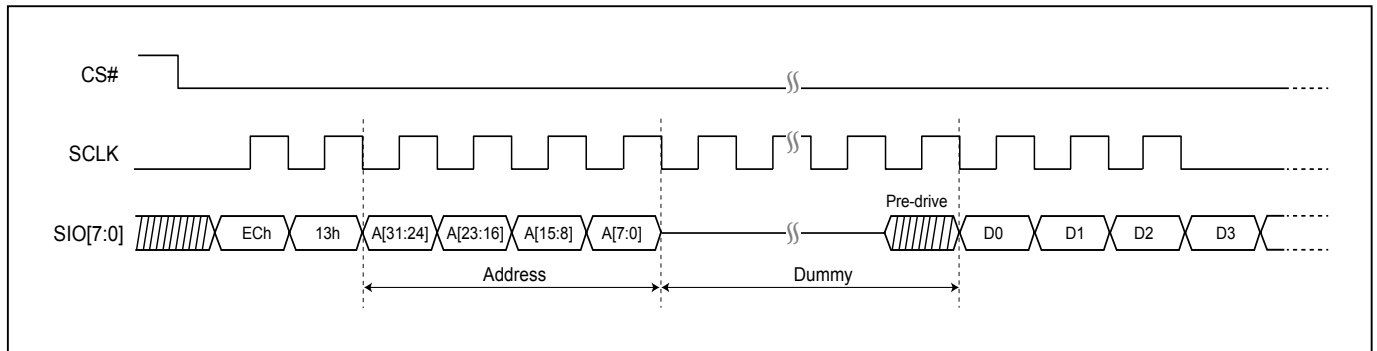 CS#
SCLK
Pre-drive
SIO[7:0] ECh 13h A[31:24] A[23:16] A[15:8] A[7:0] D0 D1 D2 D3
Address Dummy